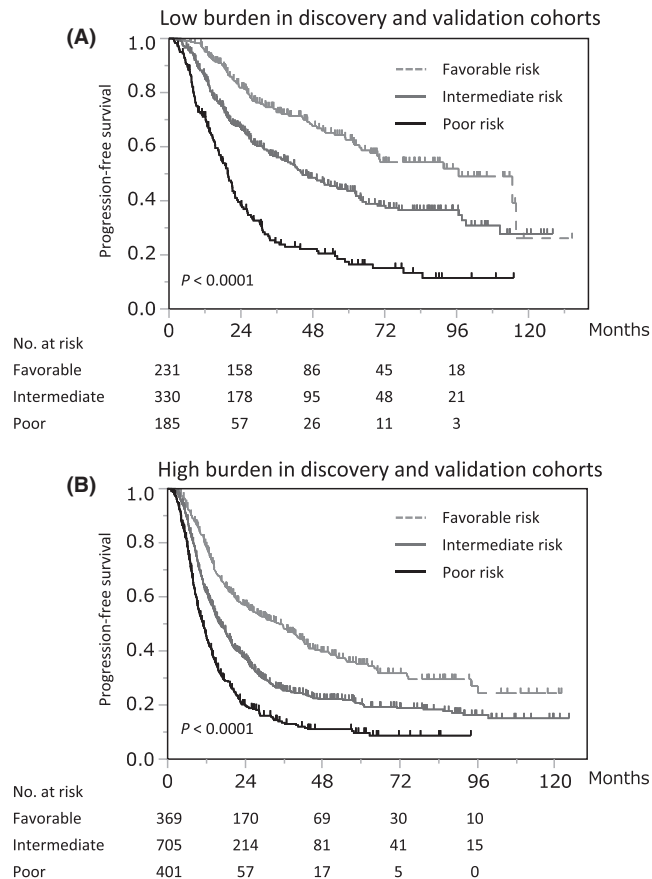 Low burden in discovery and validation cohorts
(A)
Progression-free survival
1.0
0.8
0.6
0.4
0.2
0.0
Favorable risk
Intermediate risk
Poor risk
P < 0.0001
0 24 48 72 96 120 Months
No. at risk
Favorable 231 158 86 45 18
Intermediate 330 178 95 48 21
Poor 185 57 26 11 3
High burden in discovery and validation cohorts
(B)
Progression-free survival
1.0
0.8
0.6
0.4
0.2
0.0
Favorable risk
Intermediate risk
Poor risk
P < 0.0001
0 24 48 72 96 120 Months
No. at risk
Favorable 369 170 69 30 10
Intermediate 705 214 81 41 15
Poor 401 57 17 5 0